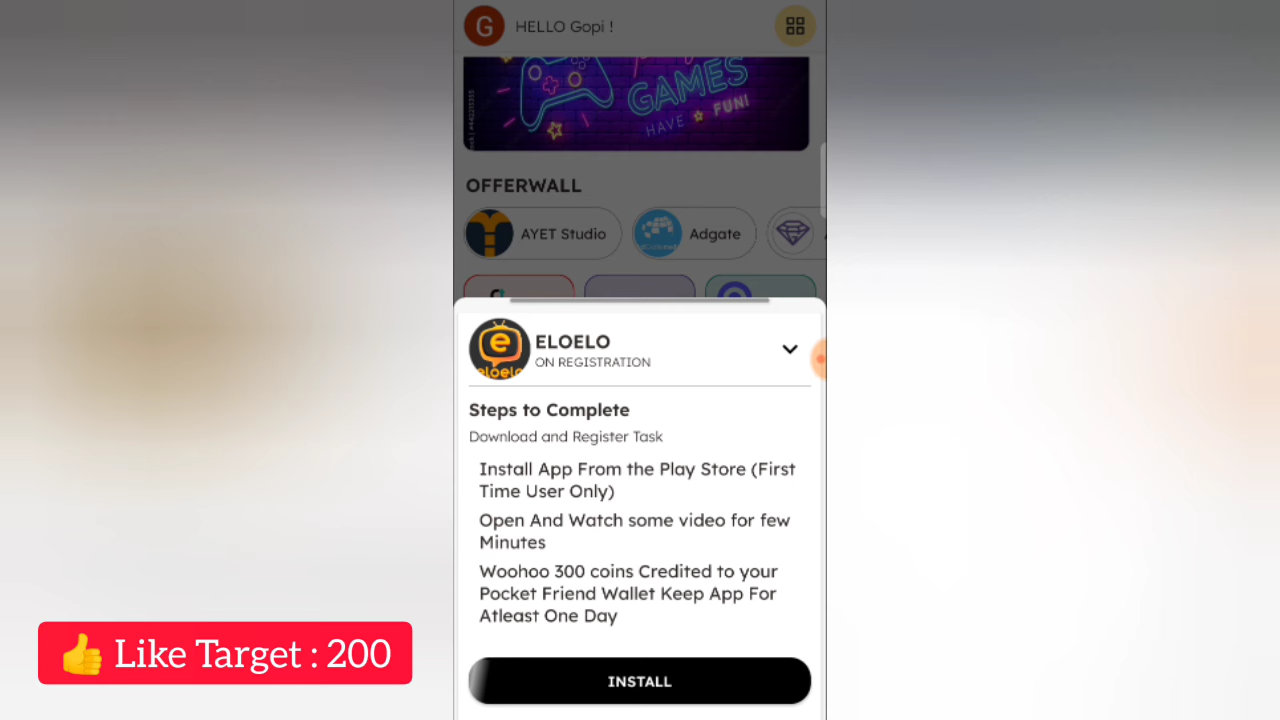 G HELLO Gopi !
GAMES
HAVE ★ FUN!
OFFERWALL
AYET Studio
Adgate
e
eloelo
ELOELO
ON REGISTRATION
Steps to Complete
Download and Register Task
Install App From the Play Store (First
Time User Only)
Open And Watch some video for few
Minutes
Woohoo 300 coins Credited to your
Pocket Friend Wallet Keep App For
Atleast One Day
👍 Like Target : 200
INSTALL